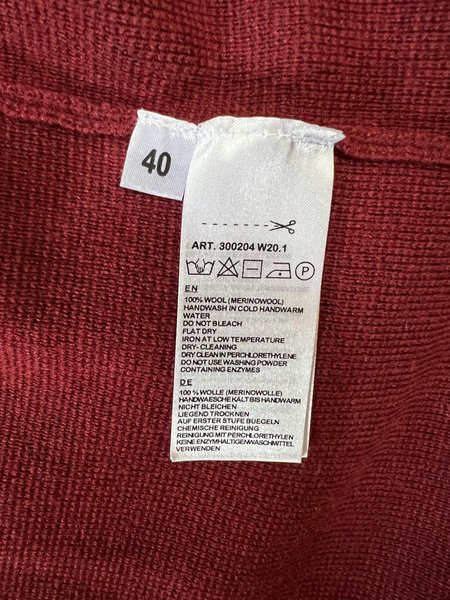 40
ART. 300204 W20.1
P
EN
100% WOOL (MERINOWOOL)
HANDWASH IN COLD HANDWARM
WATER
DO NOT BLEACH
FLAT DRY
IRON AT LOW TEMPERATURE
DRY- CLEANING
DRY CLEAN IN PERCHLORETHYLENE
DO NOT USE WASHING POWDER
CONTAINING ENZYMES
DE
100 % WOLLE (MERINOWOLLE)
HANDWAESCHE KALT BIS HANDWARM
NICHT BLEICHEN
LIEGEND TROCKNEN
AUF ERSTER STUFE BUEGELN
CHEMISCHE REINIGUNG
REINIGUNG MIT PERCHLORETHYLEN
KEINE ENZYMHALTIGENWASCHMITTEL
VERWENDEN